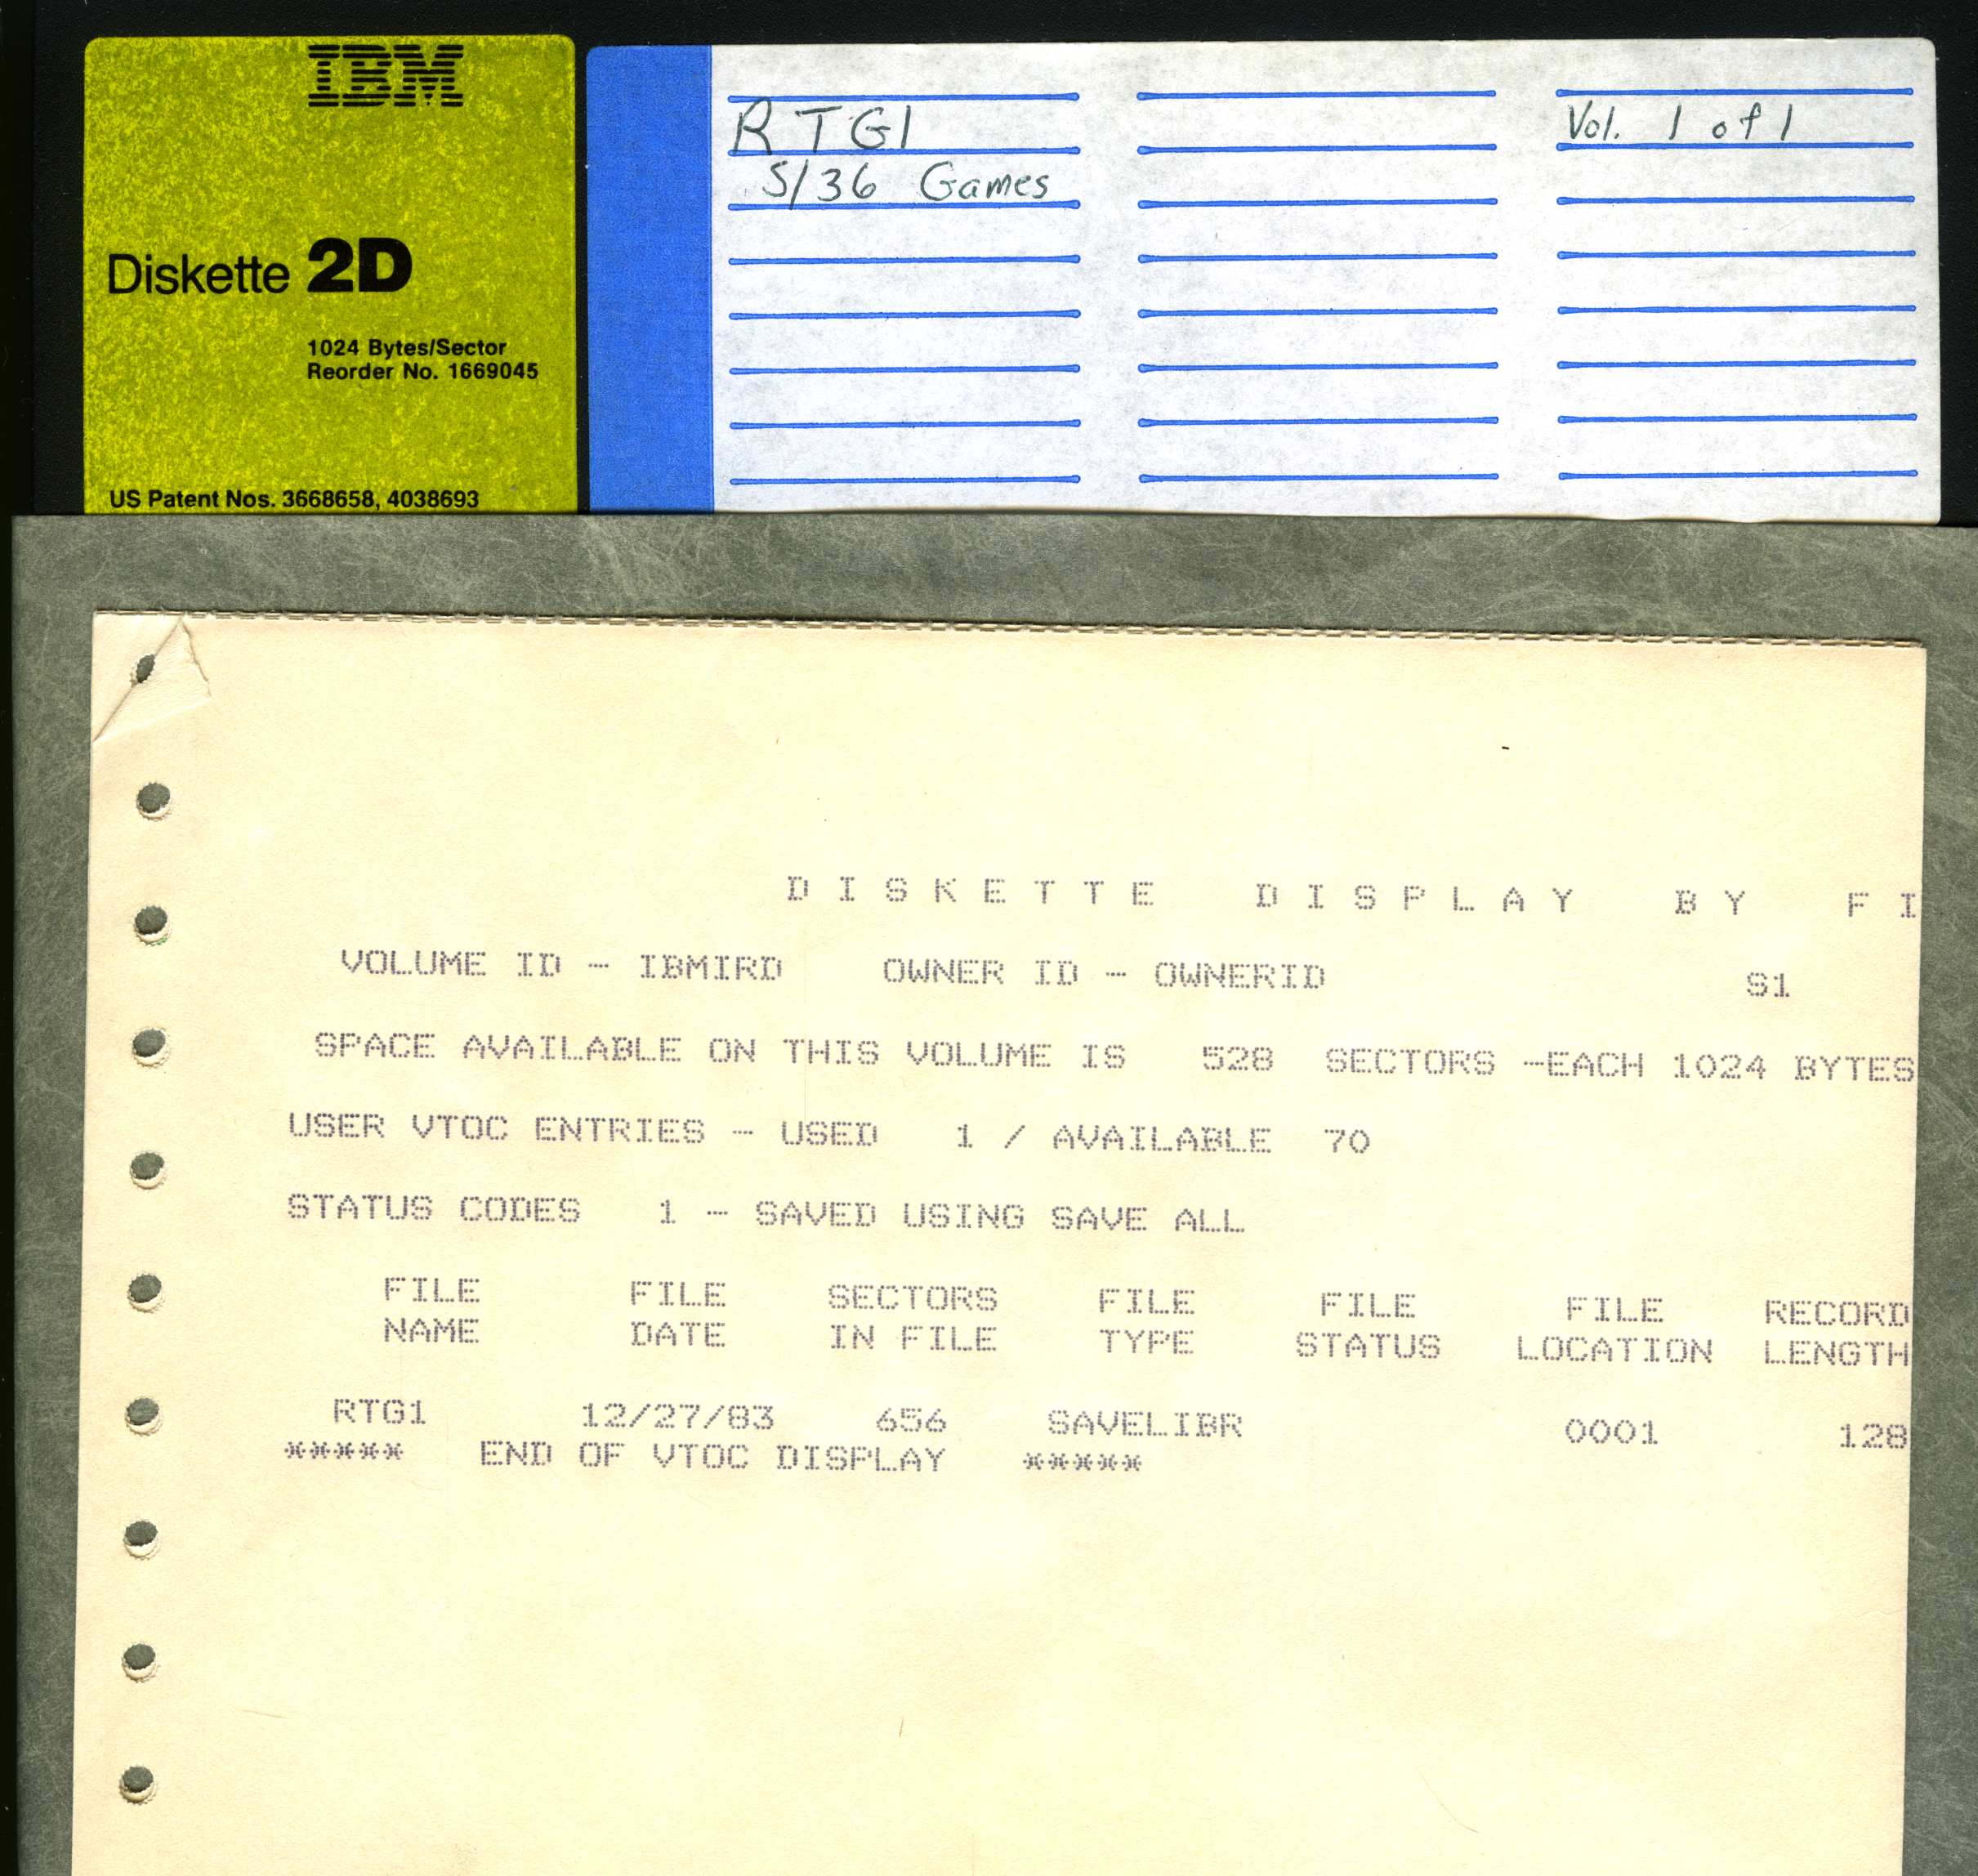 IBM
Diskette 2D
1024 Bytes/Sector
Reorder No. 1669045
US Patent Nos. 3668658, 4038693
RTG1 Vol. 1 of 1
S/36 Games
DISKETTE DISPLAY BY FI
VOLUME ID - IBMIRD OWNER ID - OWNERID S1
SPACE AVAILABLE ON THIS VOLUME IS 528 SECTORS -EACH 1024 BYTES
USER VTOC ENTRIES - USED 1 / AVAILABLE 70
STATUS CODES 1 - SAVED USING SAVE ALL
FILE FILE SECTORS FILE FILE FILE RECORD
NAME DATE IN FILE TYPE STATUS LOCATION LENGTH
RTG1 12/27/83 656 SAVELIBR 0001 128
***** END OF VTOC DISPLAY *****